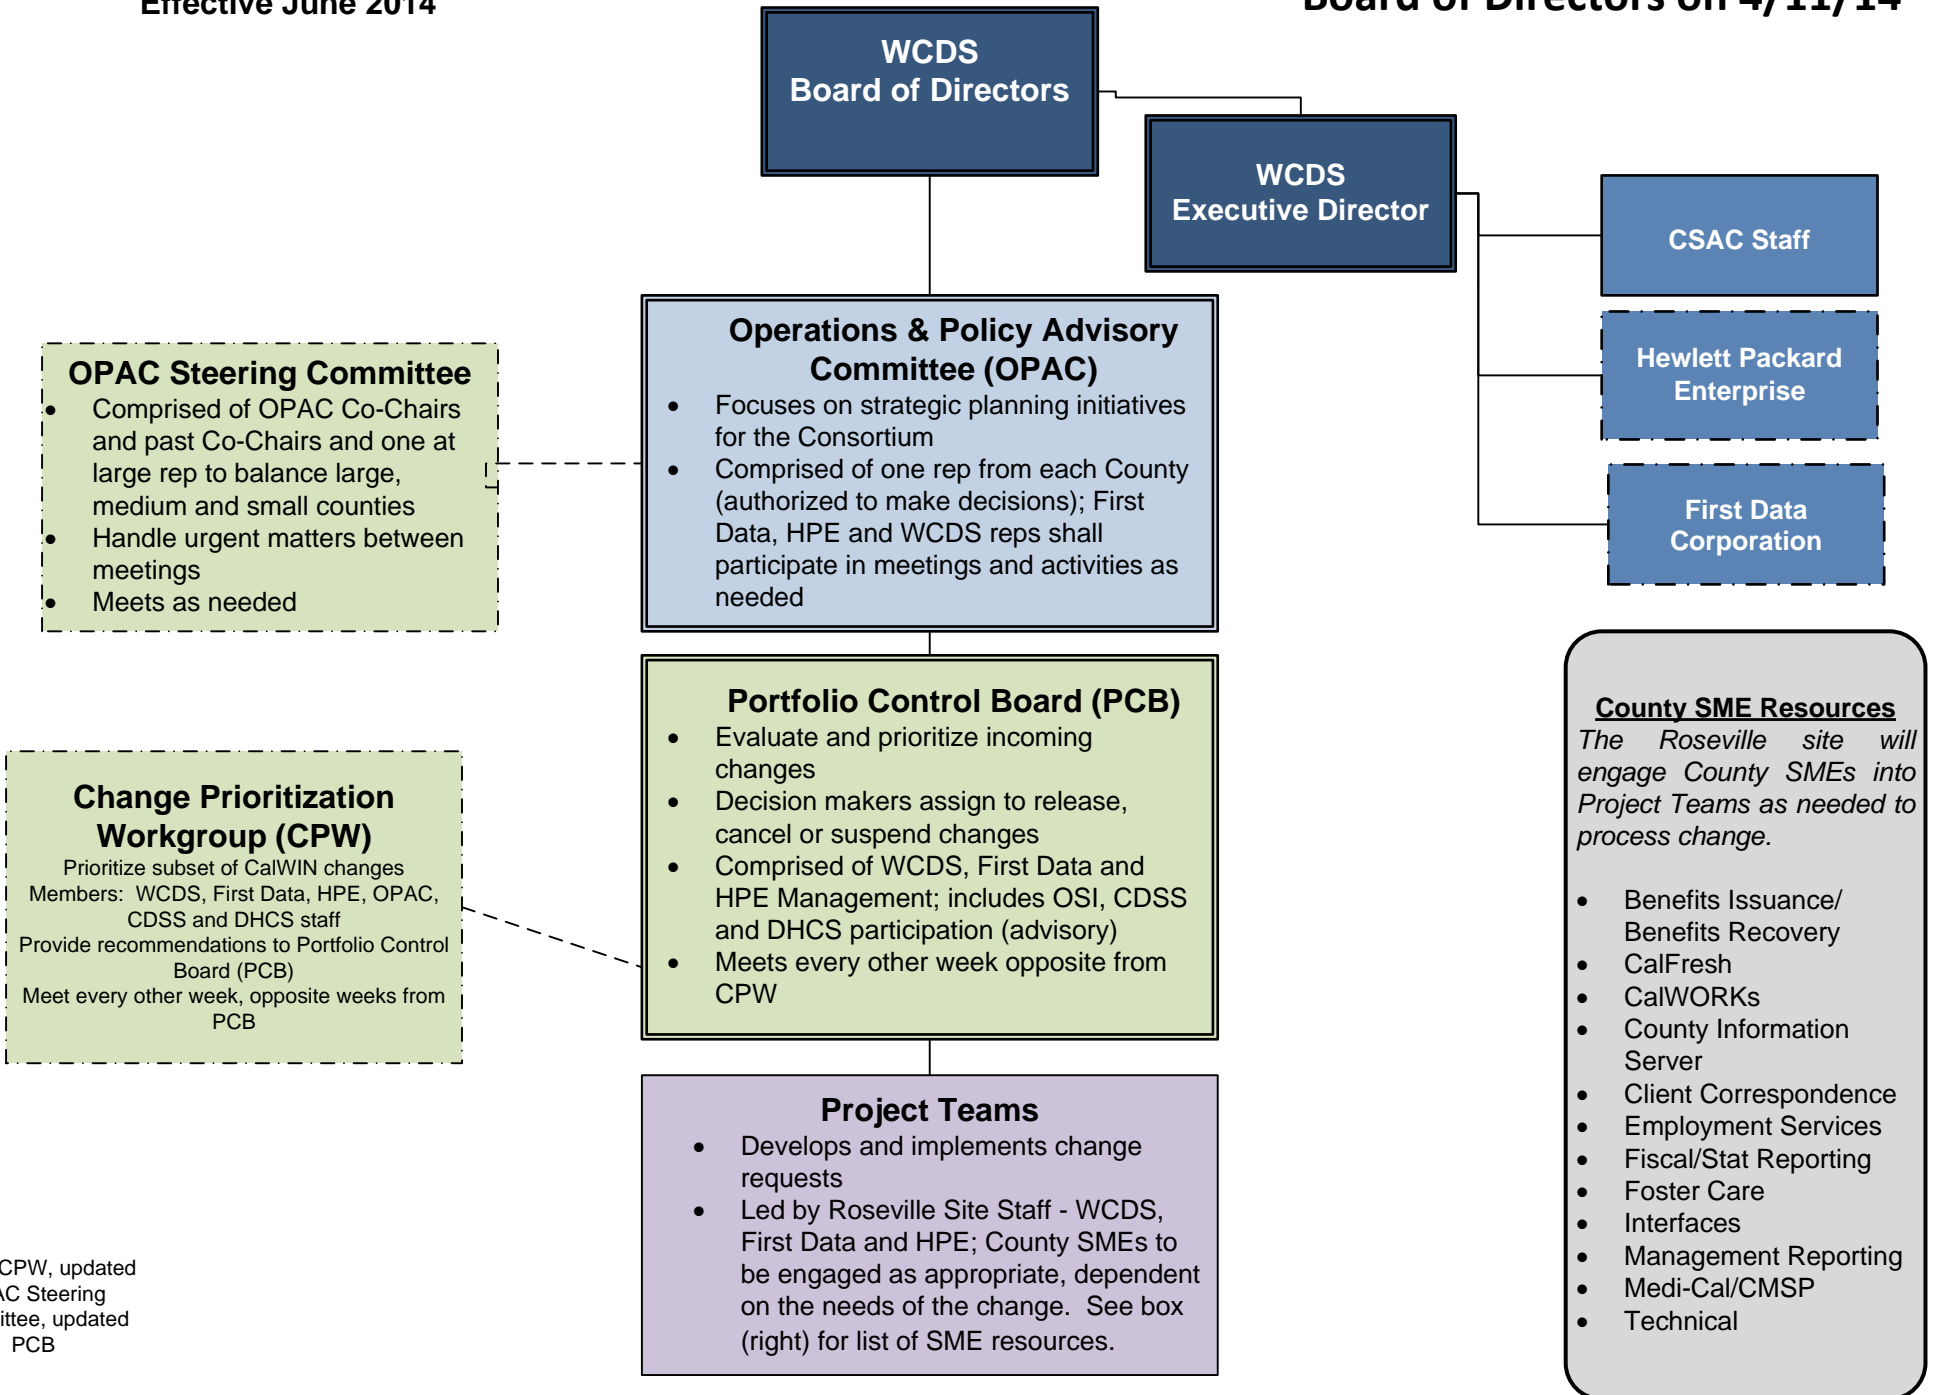 Effective June 2014
Board of Directors on 4/11/14
WCDS
Board of Directors
WCDS
Executive Director
CSAC Staff
Hewlett Packard
Enterprise
First Data
Corporation
OPAC Steering Committee
• Comprised of OPAC Co-Chairs
and past Co-Chairs and one at
large rep to balance large,
medium and small counties
• Handle urgent matters between
meetings
• Meets as needed
Operations & Policy Advisory
Committee (OPAC)
• Focuses on strategic planning initiatives
for the Consortium
• Comprised of one rep from each County
(authorized to make decisions); First
Data, HPE and WCDS reps shall
participate in meetings and activities as
needed
Change Prioritization
Workgroup (CPW)
Prioritize subset of CalWIN changes
Members: WCDS, First Data, HPE, OPAC,
CDSS and DHCS staff
Provide recommendations to Portfolio Control
Board (PCB)
Meet every other week, opposite weeks from
PCB
Portfolio Control Board (PCB)
• Evaluate and prioritize incoming
changes
• Decision makers assign to release,
cancel or suspend changes
• Comprised of WCDS, First Data and
HPE Management; includes OSI, CDSS
and DHCS participation (advisory)
• Meets every other week opposite from
CPW
Project Teams
• Develops and implements change
requests
• Led by Roseville Site Staff - WCDS,
First Data and HPE; County SMEs to
be engaged as appropriate, dependent
on the needs of the change. See box
(right) for list of SME resources.
County SME Resources
The Roseville site will
engage County SMEs into
Project Teams as needed to
process change.
• Benefits Issuance/
Benefits Recovery
• CalFresh
• CalWORKs
• County Information
Server
• Client Correspondence
• Employment Services
• Fiscal/Stat Reporting
• Foster Care
• Interfaces
• Management Reporting
• Medi-Cal/CMSP
• Technical
CPW, updated
Steering
updated
PCB